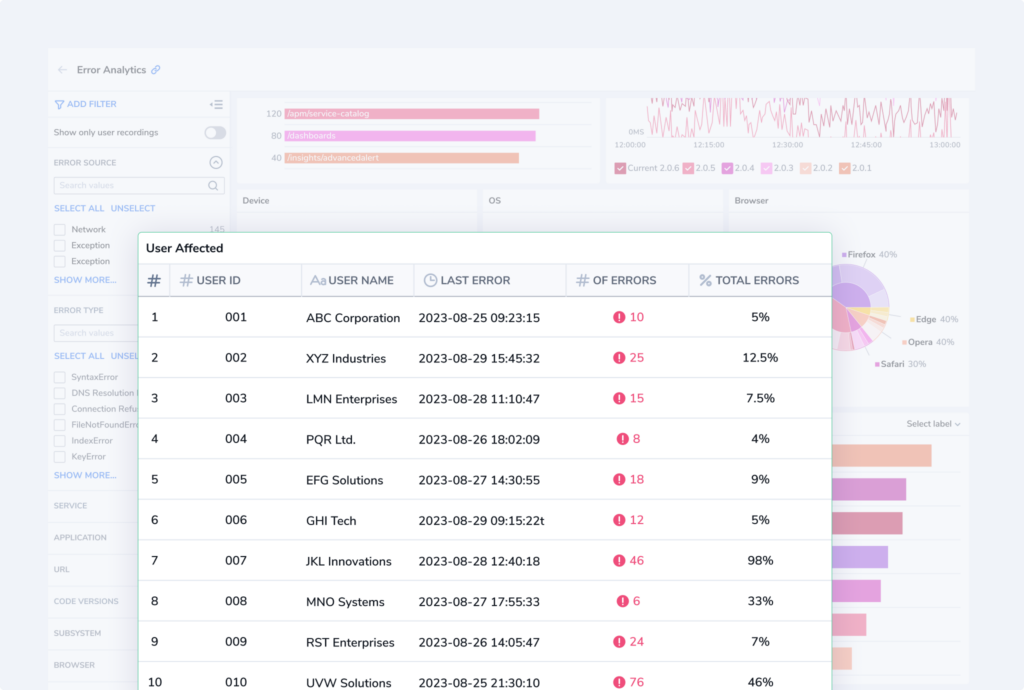 Error Analytics
ADD FILTER
Show only user recordings
ERROR SOURCE
Search values
SELECT ALL UNSELECT
Network 145
Exception
Exception
SHOW MORE...
ERROR TYPE
Search values
SELECT ALL UNSEL
SyntaxError
DNS Resolution
Connection Refu
FileNotFoundErro
IndexError
KeyError
SHOW MORE...
SERVICE
APPLICATION
URL
CODE VERSIONS
SUBSYSTEM
BROWSER
120 /apm/service-catalog
80 /dashboards
40 /insights/advancedalert
0MS
12:00:00 12:15:00 12:30:00 12:45:00 13:00:00
Current 2.0.6 2.0.5 2.0.4 2.0.3 2.0.2 2.0.1
Device OS Browser
Firefox 40%
Edge 40%
Opera 40%
Safari 30%
Select label
User Affected
# # USER ID Aa USER NAME LAST ERROR # OF ERRORS % TOTAL ERRORS
1 001 ABC Corporation 2023-08-25 09:23:15 10 5%
2 002 XYZ Industries 2023-08-29 15:45:32 25 12.5%
3 003 LMN Enterprises 2023-08-28 11:10:47 15 7.5%
4 004 PQR Ltd. 2023-08-26 18:02:09 8 4%
5 005 EFG Solutions 2023-08-27 14:30:55 18 9%
6 006 GHI Tech 2023-08-29 09:15:22t 12 5%
7 007 JKL Innovations 2023-08-28 12:40:18 46 98%
8 008 MNO Systems 2023-08-27 17:55:33 6 33%
9 009 RST Enterprises 2023-08-26 14:05:47 24 7%
10 010 UVW Solutions 2023-08-25 21:30:10 76 46%